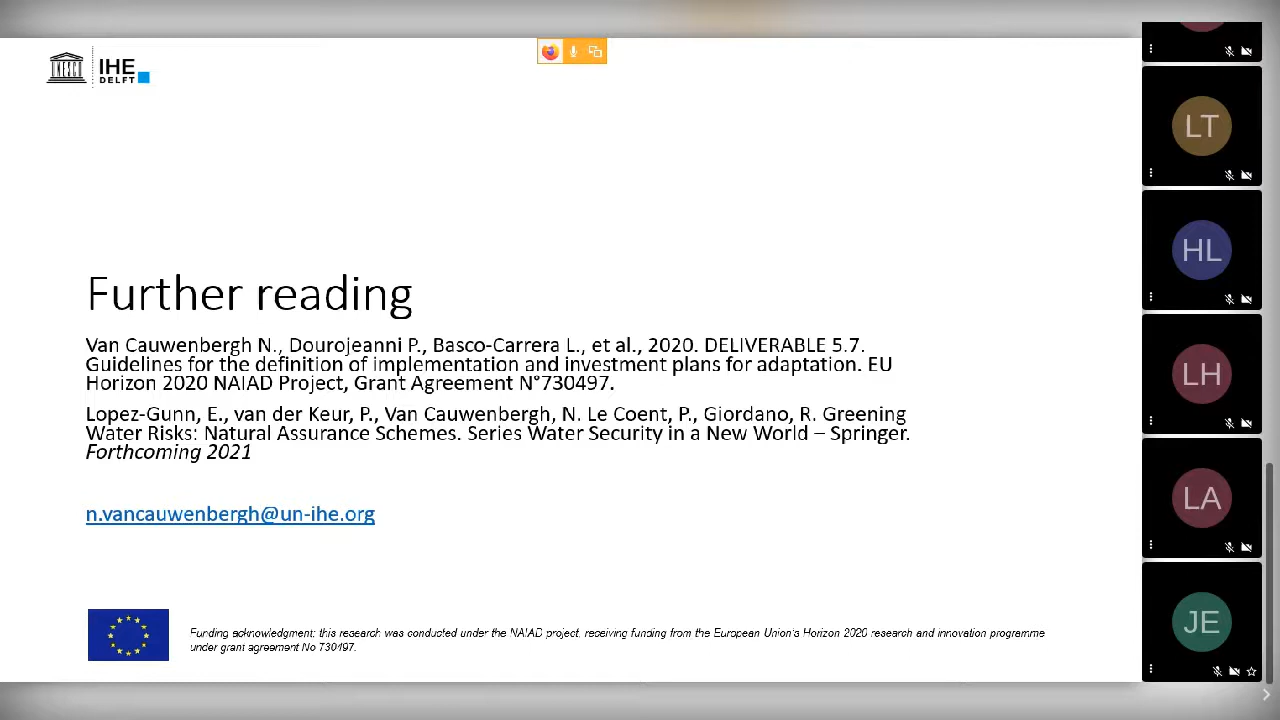 UNESCO
IHE
DELFT
Further reading
Van Cauwenbergh N., Dourojeanni P., Basco-Carrera L., et al., 2020. DELIVERABLE 5.7.
Guidelines for the definition of implementation and investment plans for adaptation. EU
Horizon 2020 NAIAD Project, Grant Agreement N°730497.
Lopez-Gunn, E., van der Keur, P., Van Cauwenbergh, N. Le Coent, P., Giordano, R. Greening
Water Risks: Natural Assurance Schemes. Series Water Security in a New World – Springer.
Forthcoming 2021
n.vancauwenbergh@un-ihe.org
Funding acknowledgment: this research was conducted under the NAIAD project, receiving funding from the European Union's Horizon 2020 research and innovation programme
under grant agreement No 730497.
LT
HL
LH
LA
JE